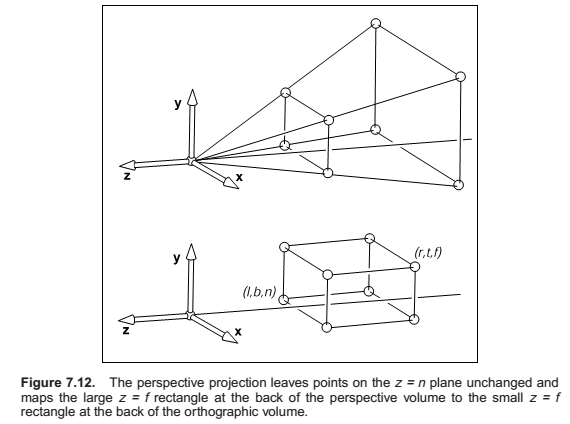 y
z
x
y
(r,t,f)
(l,b,n)
z
x
Figure 7.12. The perspective projection leaves points on the z = n plane unchanged and
maps the large z = f rectangle at the back of the perspective volume to the small z = f
rectangle at the back of the orthographic volume.